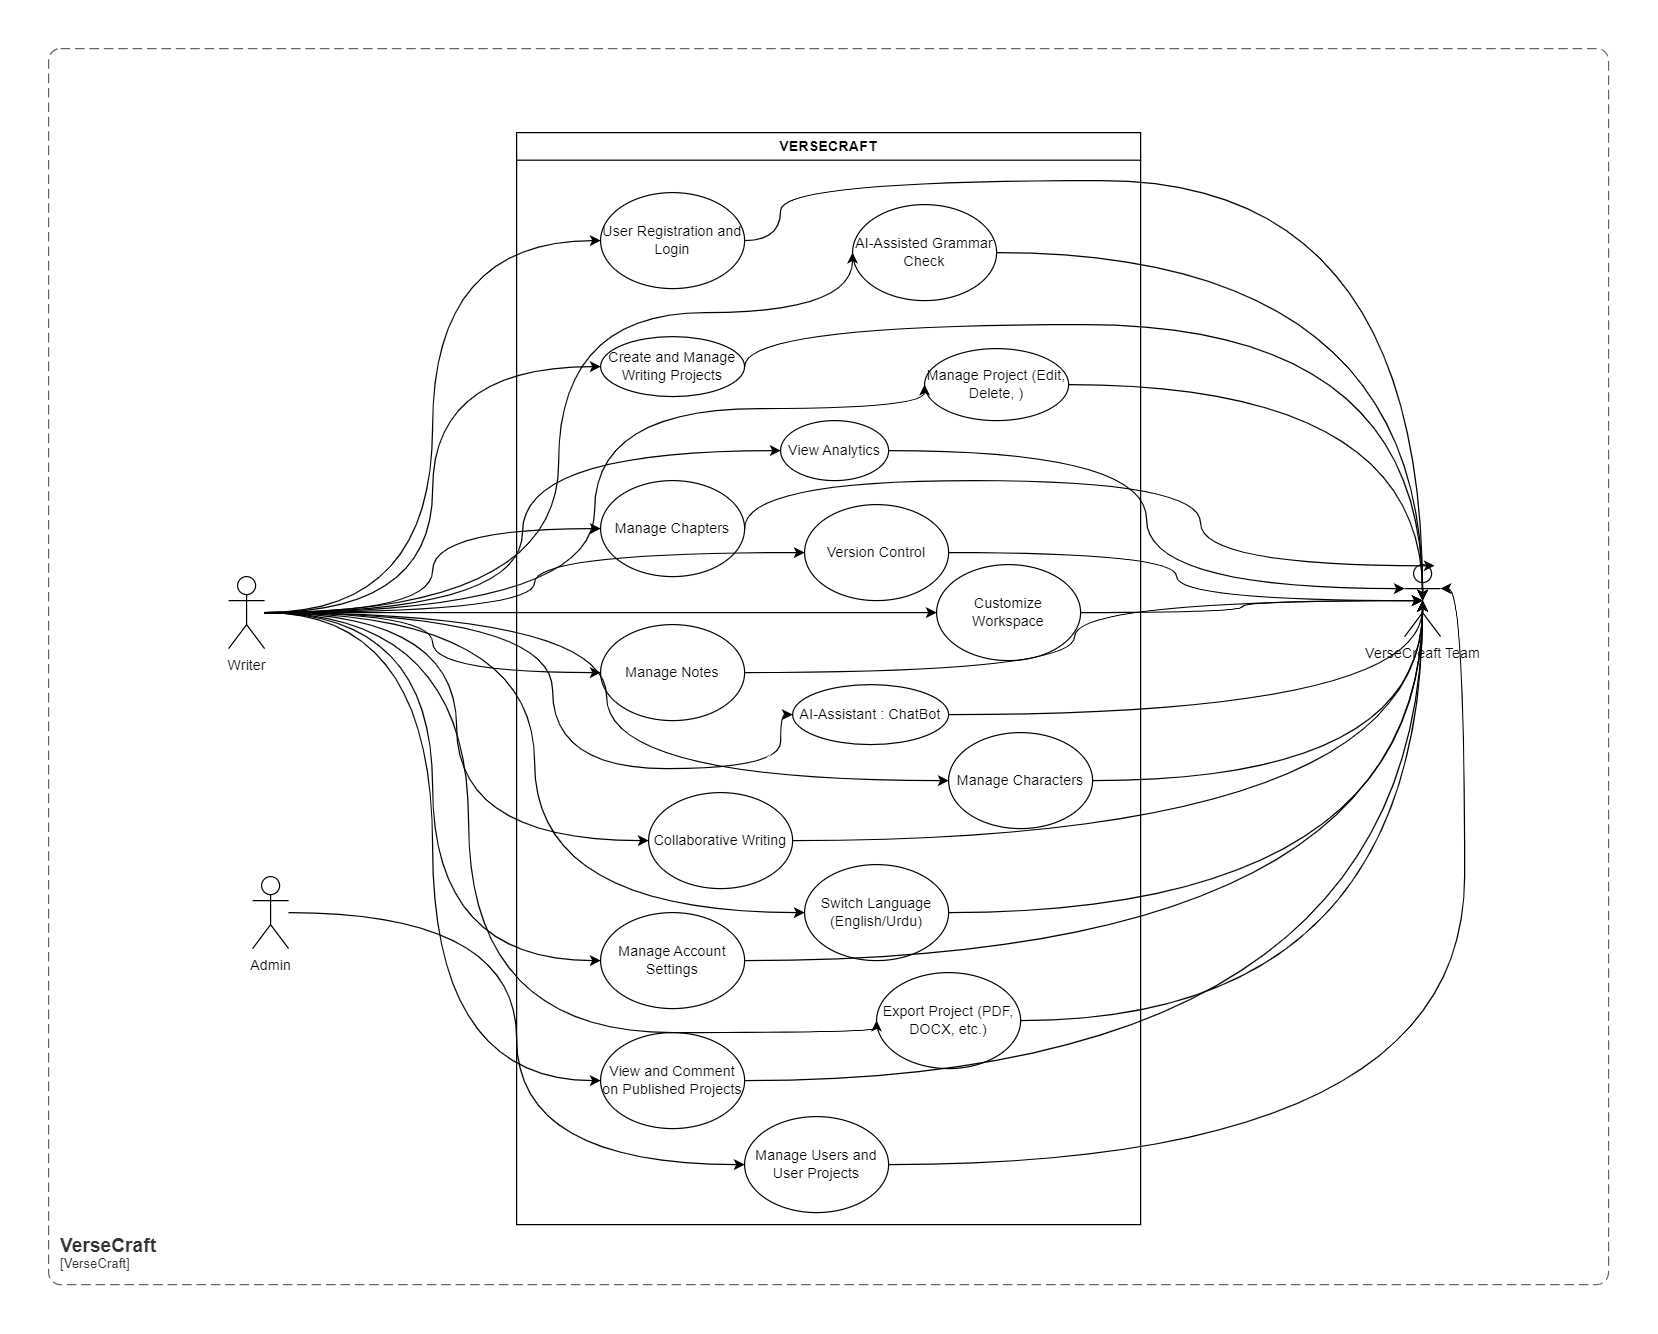 VERSECRAFT
User Registration and
Login
AI-Assisted Grammar
Check
Create and Manage
Writing Projects
Manage Project (Edit,
Delete, )
View Analytics
Manage Chapters
Version Control
Customize
Workspace
Writer
VerseCreaft Team
Manage Notes
AI-Assistant : ChatBot
Manage Characters
Collaborative Writing
Switch Language
(English/Urdu)
Admin
Manage Account
Settings
Export Project (PDF,
DOCX, etc.)
View and Comment
on Published Projects
Manage Users and
User Projects
VerseCraft
[VerseCraft]